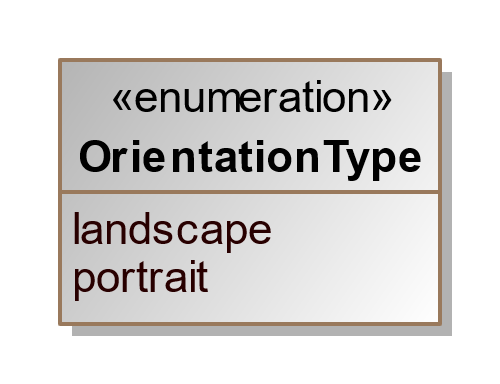 «enumeration»
OrientationType
landscape
portrait